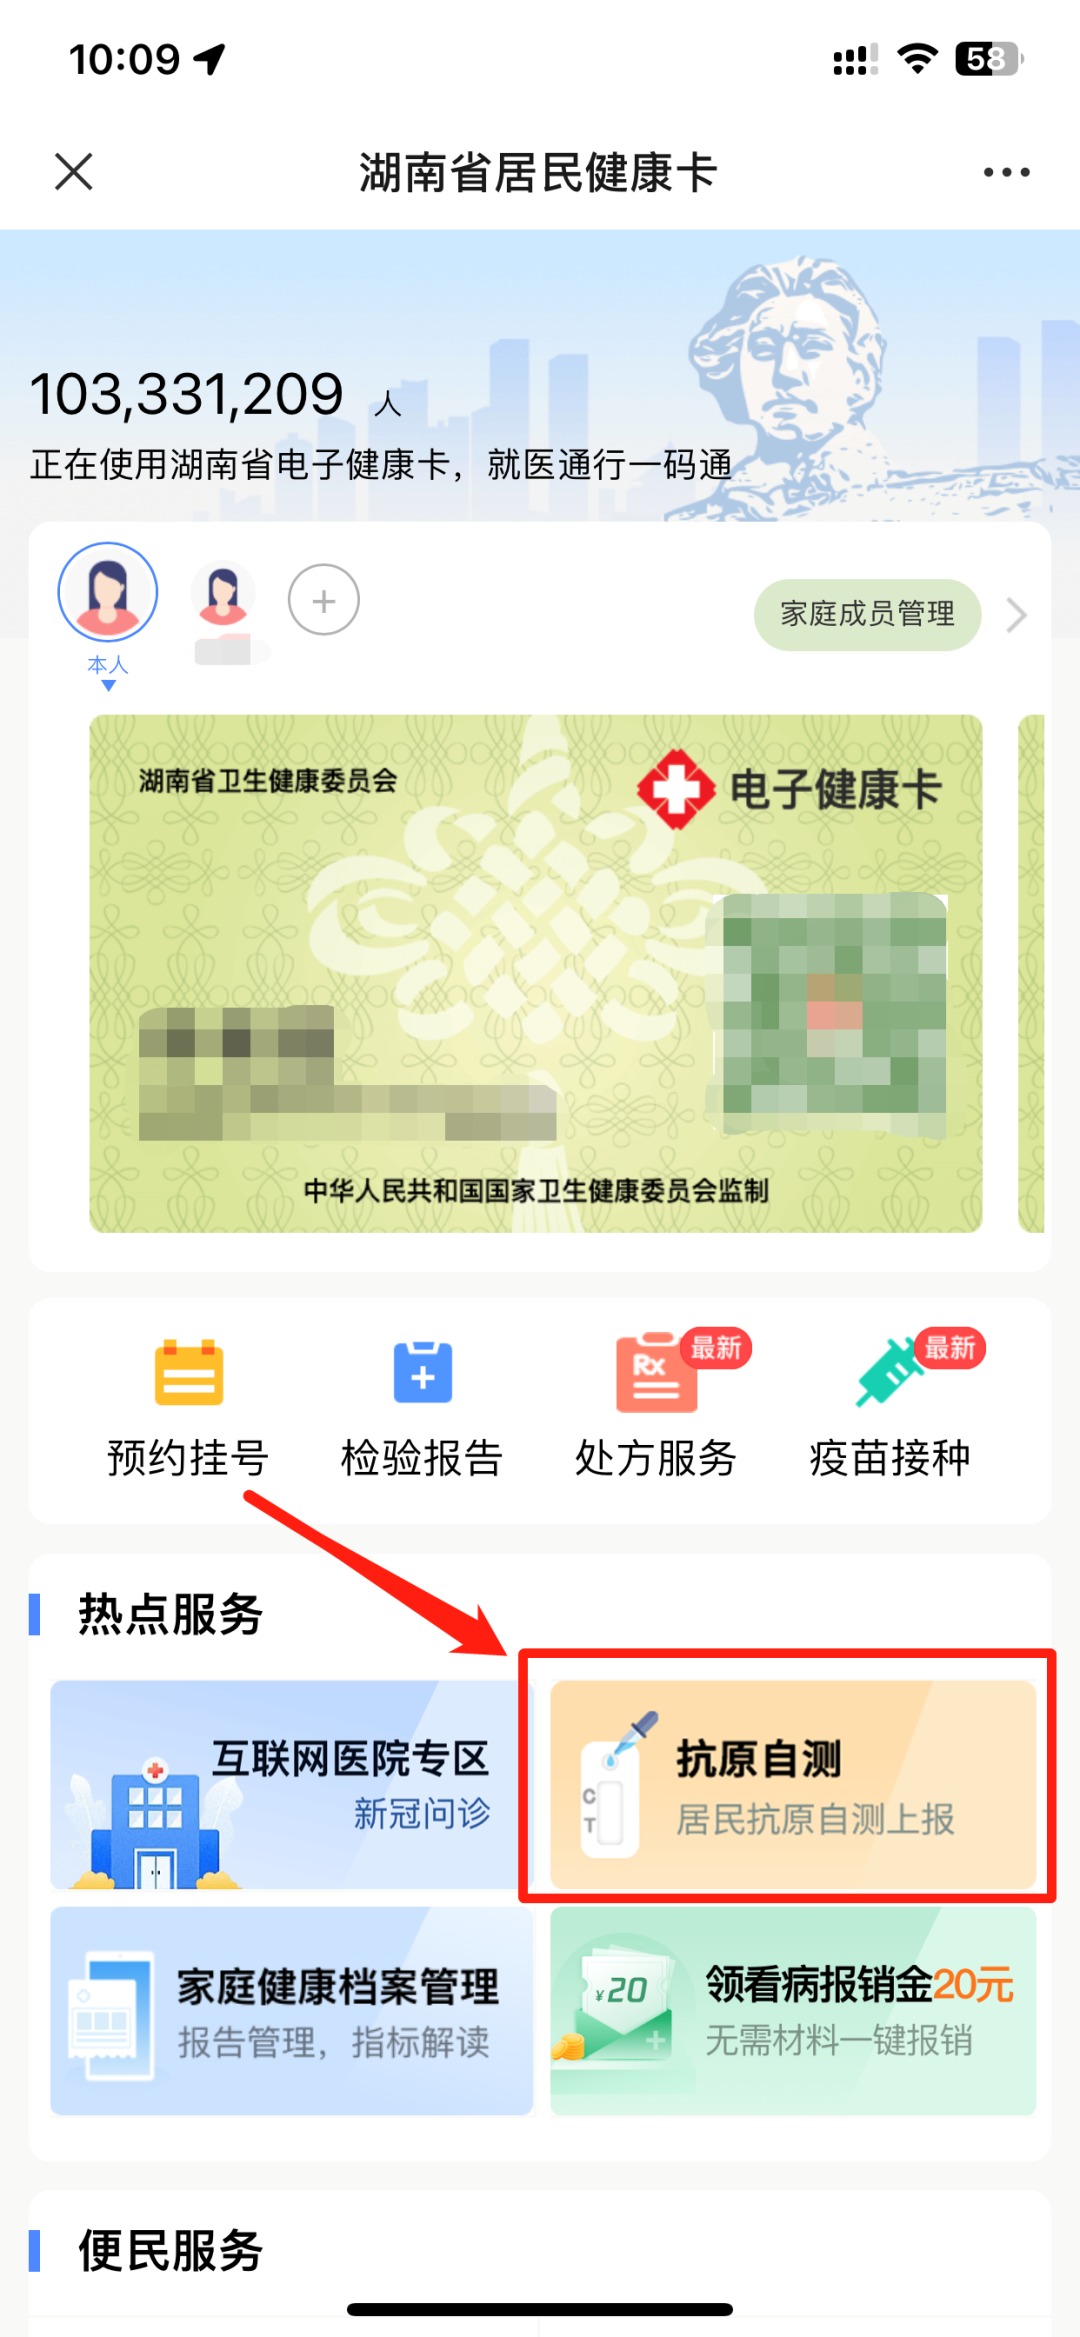 10:09
58
湖南省居民健康卡
103,331,209 人
正在使用湖南省电子健康卡，就医通行一码通
本人
家庭成员管理
湖南省卫生健康委员会
电子健康卡
中华人民共和国国家卫生健康委员会监制
Rx
最新
最新
预约挂号
检验报告
处方服务
疫苗接种
热点服务
互联网医院专区
新冠问诊
C
T
抗原自测
居民抗原自测上报
家庭健康档案管理
报告管理，指标解读
¥20
领看病报销金20元
无需材料一键报销
便民服务